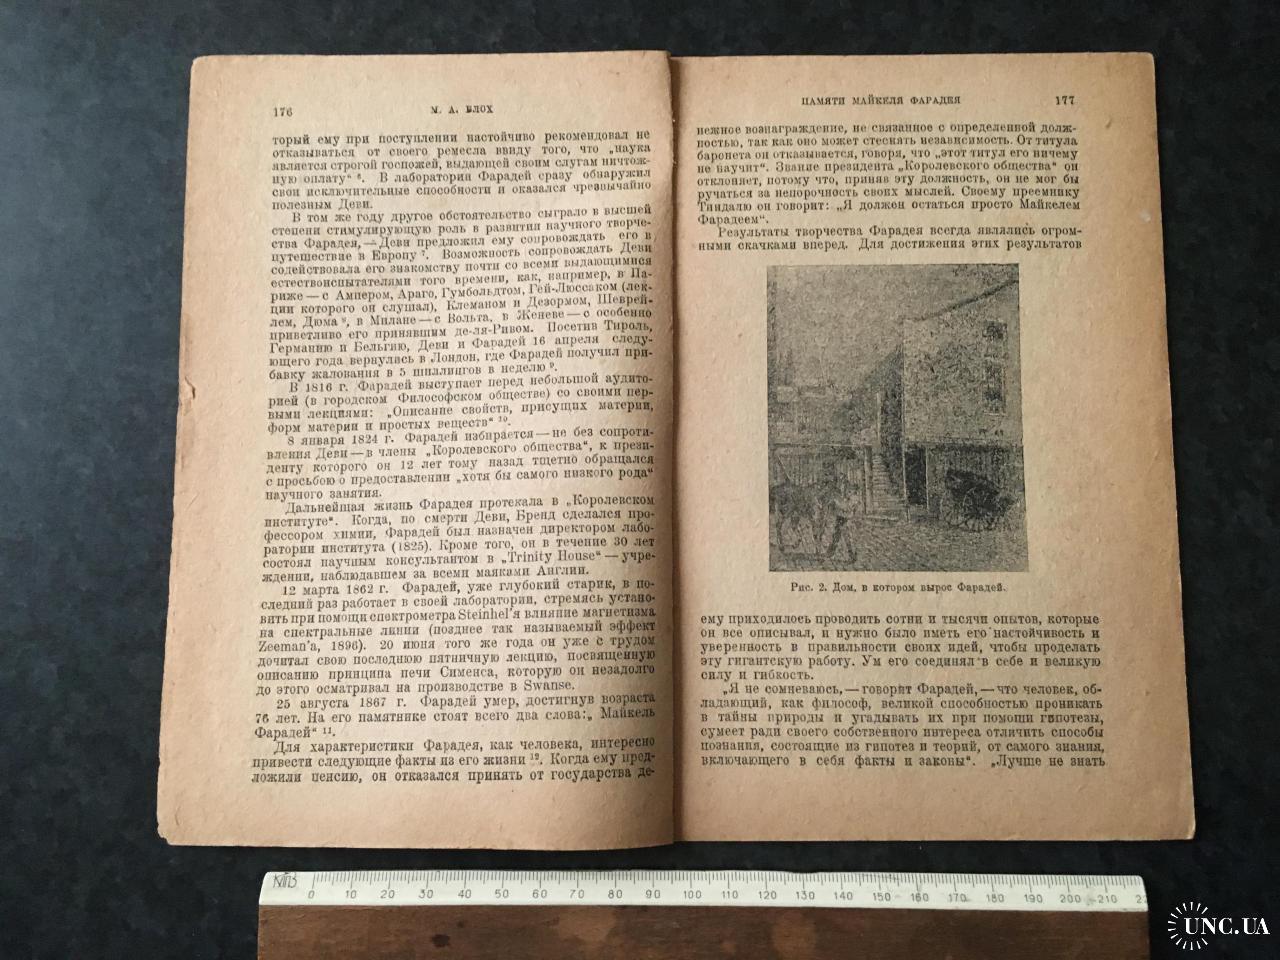 176
М. А. БЛОХ
торый ему при поступлении настойчиво рекомендовал не
отказываться от своего ремесла ввиду того, что „наука
является строгой госпожей, выдающей своим слугам ничтож-
ную оплату“ ⁶. В лаборатории Фарадей сразу обнаружил
свои исключительные способности и оказался чрезвычайно
полезным Деви.
В том же году другое обстоятельство сыграло в высшей
степени стимулирующую роль в развитии научного творче-
ства Фарадея,—Деви предложил ему сопровождать его в
путешествие в Европу ⁷. Возможность сопровождать Деви
содействовала его знакомству почти со всеми выдающимися
естествоиспытателями того времени, как, например, в Па-
риже — с Ампером, Араго, Гумбольдтом, Гей-Люссаком (лек-
ции которого он слушал), Клеманом и Дезормом, Шеврей-
лем, Дюма ⁸, в Милане — с Вольта, в Женеве — с особенно
приветливо его принявшим де-ля-Ривом. Посетив Тироль,
Германию и Бельгию, Деви и Фарадей 16 апреля следу-
ющего года вернулись в Лондон, где Фарадей получил при-
бавку жалования в 5 шиллингов в неделю ⁹.
В 1816 г. Фарадей выступает перед небольшой аудито-
рией (в городском Философском обществе) со своими пер-
выми лекциями: „Описание свойств, присущих материи,
форм материи и простых веществ“ ¹⁰.
8 января 1824 г. Фарадей избирается — не без сопроти-
вления Деви — в члены „Королевского общества“, к прези-
денту которого он 12 лет тому назад тщетно обращался
с просьбою о предоставлении „хотя бы самого низкого рода“
научного занятия.
Дальнейшая жизнь Фарадея протекала в „Королевском
институте“. Когда, по смерти Деви, Бренд сделался про-
фессором химии, Фарадей был назначен директором лабо-
ратории института (1825). Кроме того, он в течение 30 лет
состоял научным консультантом в „Trinity House“ — учре-
ждении, наблюдавшем за всеми маяками Англии.
12 марта 1862 г. Фарадей, уже глубокий старик, в по-
следний раз работает в своей лаборатории, стремясь устано-
вить при помощи спектрометра Steinhel'я влияние магнетизма
на спектральные линии (позднее так называемый эффект
Zeeman'а, 1896). 20 июня того же года он уже с трудом
дочитал свою последнюю пятничную лекцию, посвященную
описанию принципа печи Сименса, которую он незадолго
до этого осматривал на производстве в Swanse.
25 августа 1867 г. Фарадей умер, достигнув возраста
76 лет. На его памятнике стоят всего два слова:„ Майкель
Фарадей“ ¹¹.
Для характеристики Фарадея, как человека, интересно
привести следующие факты из его жизни ¹². Когда ему пред-
ложили пенсию, он отказался принять от государства де-
ПАМЯТИ МАЙКЕЛЯ ФАРАДЕЯ
177
нежное вознаграждение, не связанное с определенной долж-
ностью, так как оно может стеснять независимость. От титула
баронета он отказывается, говоря, что „этот титул его ничему
не научит“. Звание президента „Королевского общества“ он
отклоняет, потому что, приняв эту должность, он не мог бы
ручаться за непорочность своих мыслей. Своему преемнику
Тиндалю он говорит: „Я должен остаться просто Майкелем
Фарадеем“.
Результаты творчества Фарадея всегда являлись огром-
ными скачками вперед. Для достижения этих результатов
Рис. 2. Дом, в котором вырос Фарадей.
ему приходилось проводить сотни и тысячи опытов, которые
он все описывал, и нужно было иметь его настойчивость и
уверенность в правильности своих идей, чтобы проделать
эту гигантскую работу. Ум его соединял в себе и великую
силу и гибкость.
„Я не сомневаюсь, — говорит Фарадей, — что человек, об-
ладающий, как философ, великой способностью проникать
в тайны природы и угадывать их при помощи гипотезы,
сумеет ради своего собственного интереса отличить способы
познания, состоящие из гипотез и теорий, от самого знания,
включающего в себя факты и законы“. „Лучше не знать
0 10 20 30 40 50 60 70 80 90 100 110 120 130 140 150 160 170 180 190 200 210
UNC.UA